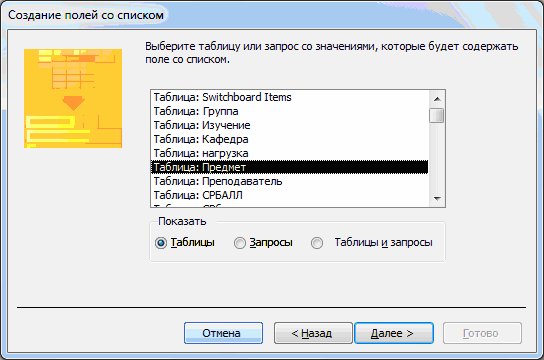 Создание полей со списком
Выберите таблицу или запрос со значениями, которые будет содержать
поле со списком.
Таблица: Switchboard Items
Таблица: Группа
Таблица: Изучение
Таблица: Кафедра
Таблица: нагрузка
Таблица: Предмет
Таблица: Преподаватель
Таблица: СРБАЛЛ
Показать
Таблицы Запросы Таблицы и запросы
Отмена < Назад Далее > Готово